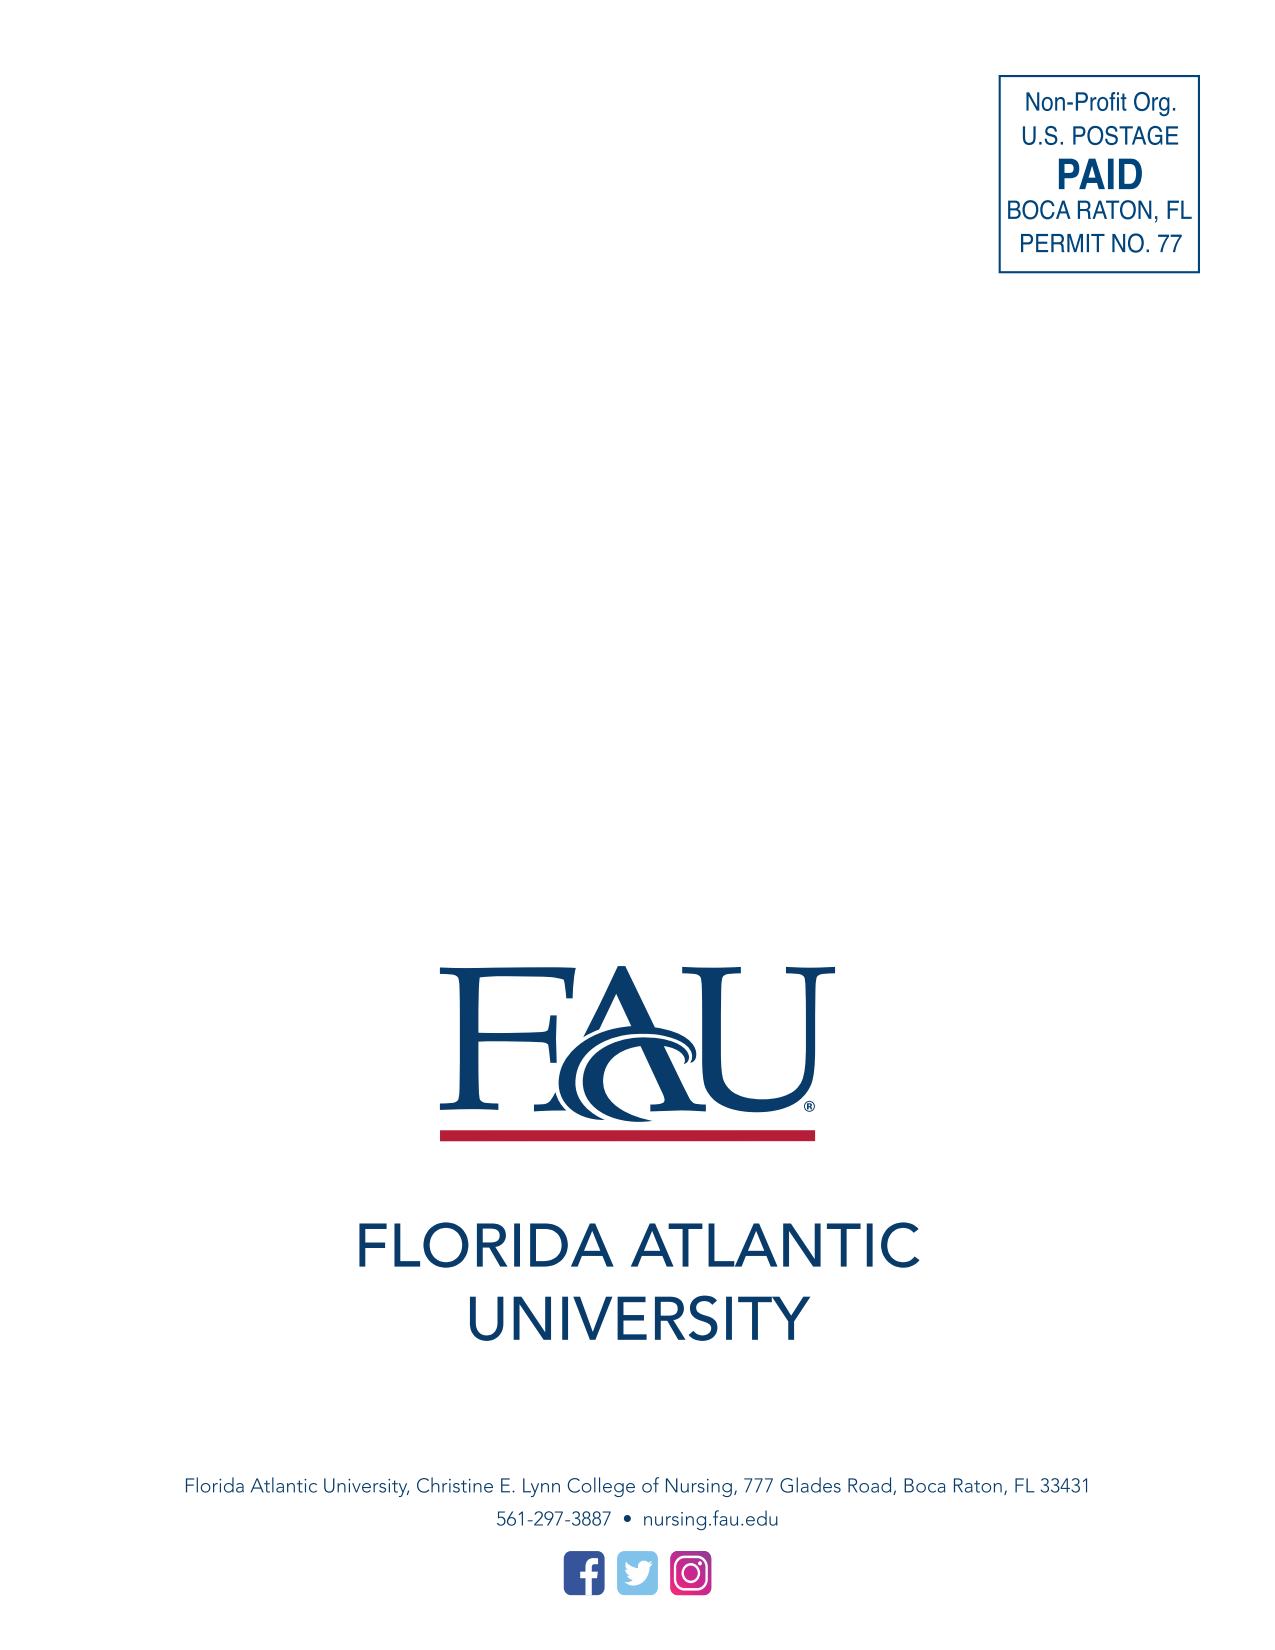 Non-Profit Org.
U.S. POSTAGE
PAID
BOCA RATON, FL
PERMIT NO. 77
FAU®
FLORIDA ATLANTIC
UNIVERSITY
Florida Atlantic University, Christine E. Lynn College of Nursing, 777 Glades Road, Boca Raton, FL 33431
561-297-3887 • nursing.fau.edu